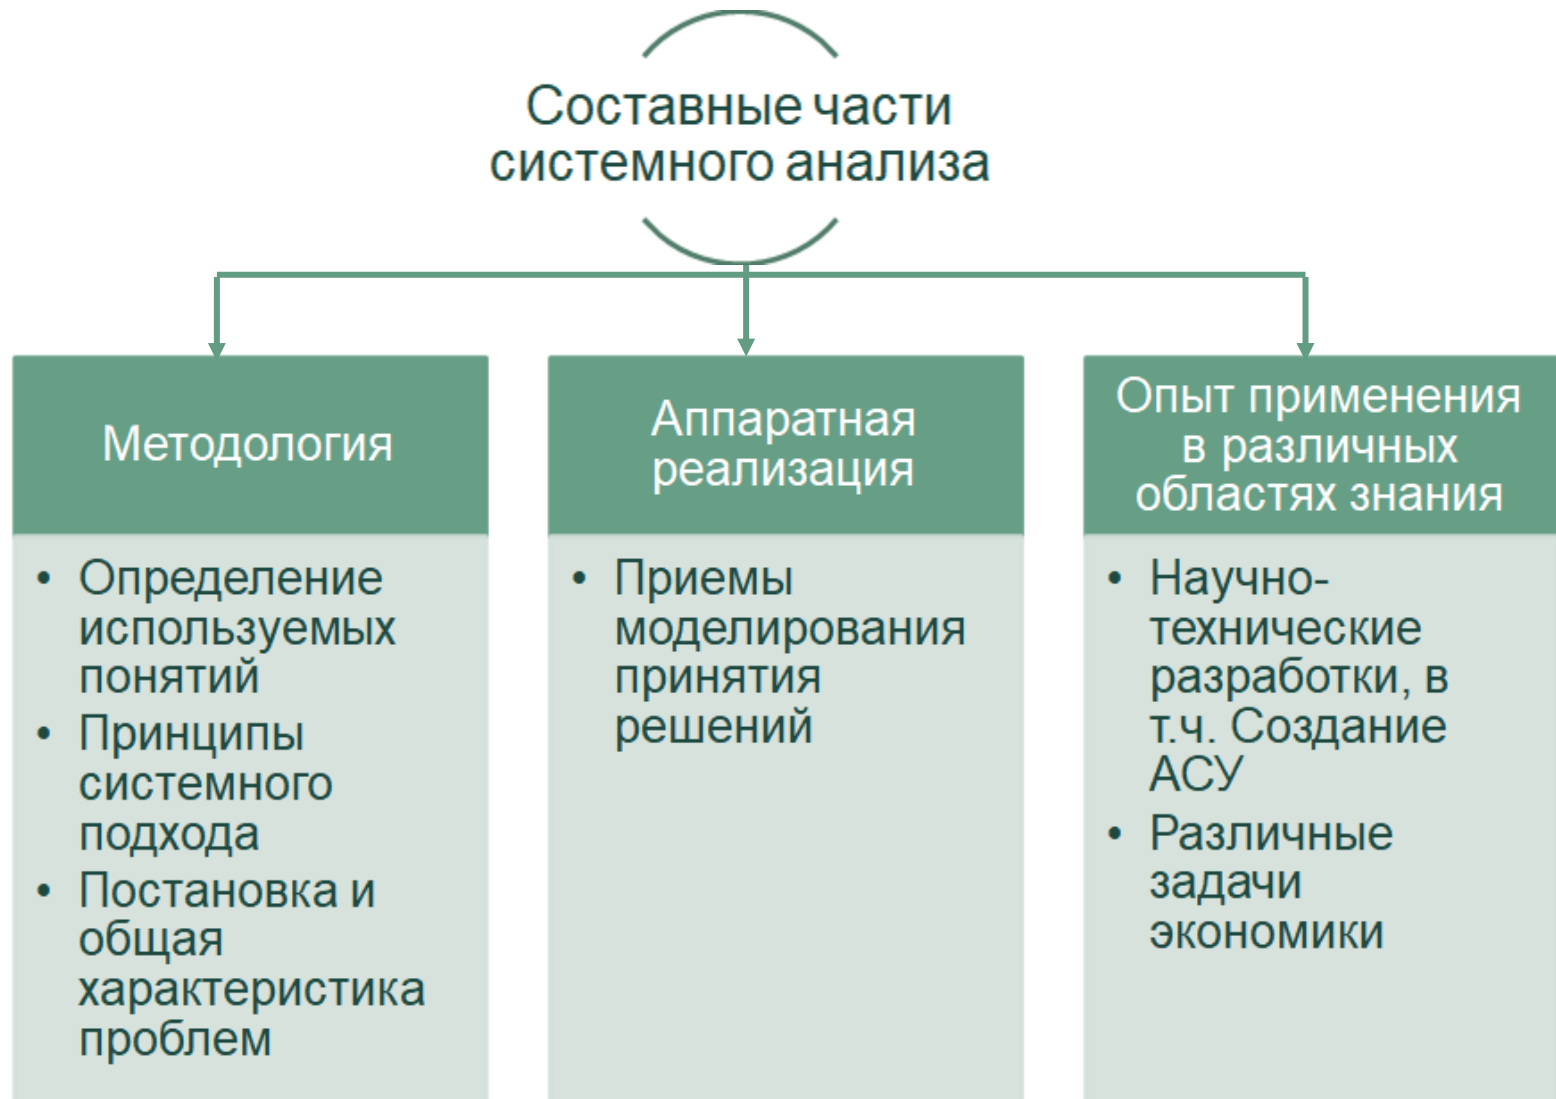 Составные части
системного анализа
Методология
• Определение
используемых
понятий
• Принципы
системного
подхода
• Постановка и
общая
характеристика
проблем
Аппаратная
реализация
• Приемы
моделирования
принятия
решений
Опыт применения
в различных
областях знания
• Научно-
технические
разработки, в
т.ч. Создание
АСУ
• Различные
задачи
экономики